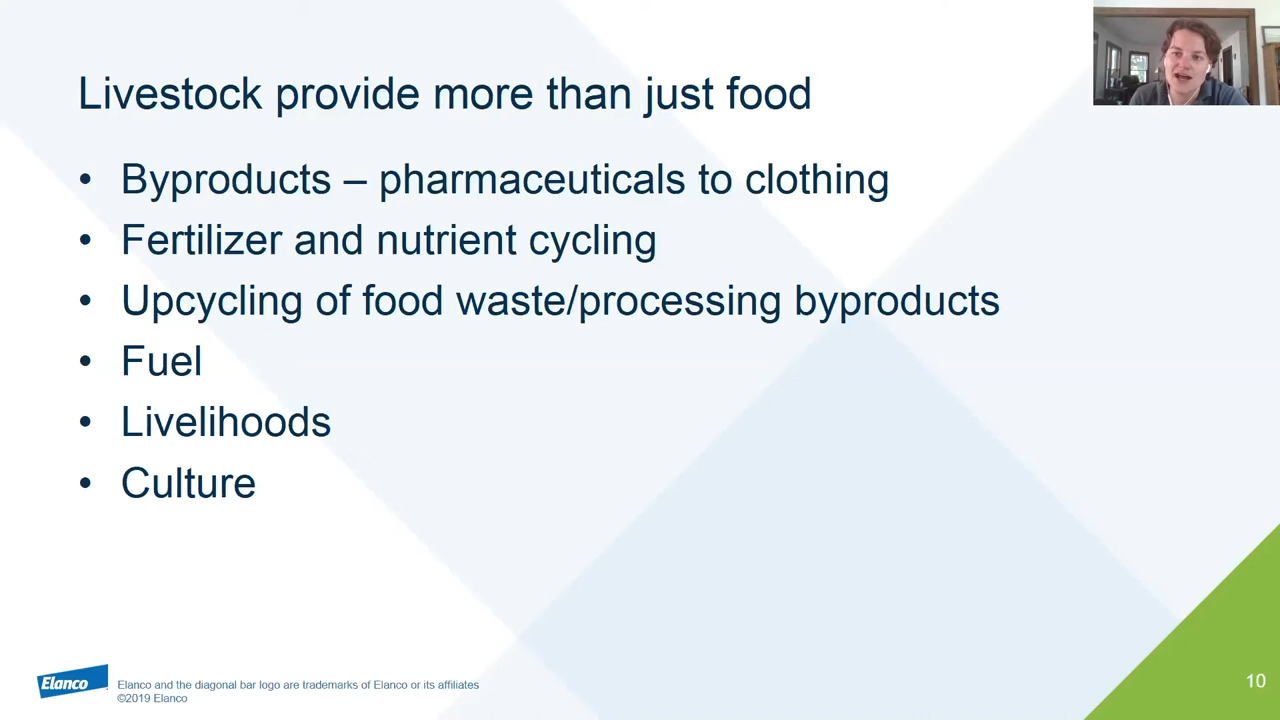 Livestock provide more than just food
• Byproducts – pharmaceuticals to clothing
• Fertilizer and nutrient cycling
• Upcycling of food waste/processing byproducts
• Fuel
• Livelihoods
• Culture
Elanco
Elanco and the diagonal bar logo are trademarks of Elanco or its affiliates
©2019 Elanco
10